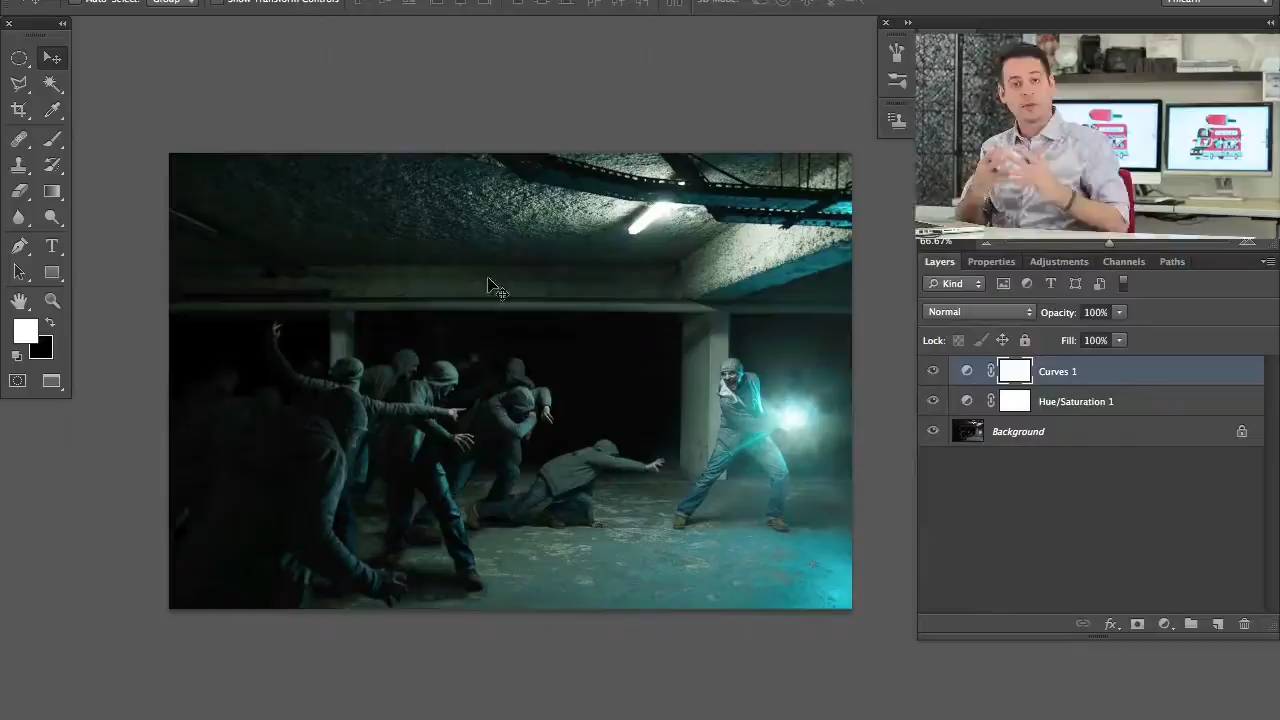 Auto-Select:
Group
Show Transform Controls
3D Mode:
66.67%
Layers Properties Adjustments Channels Paths
Kind
T
Normal Opacity: 100%
Lock: Fill: 100%
Curves 1
Hue/Saturation 1
Background
T
fx